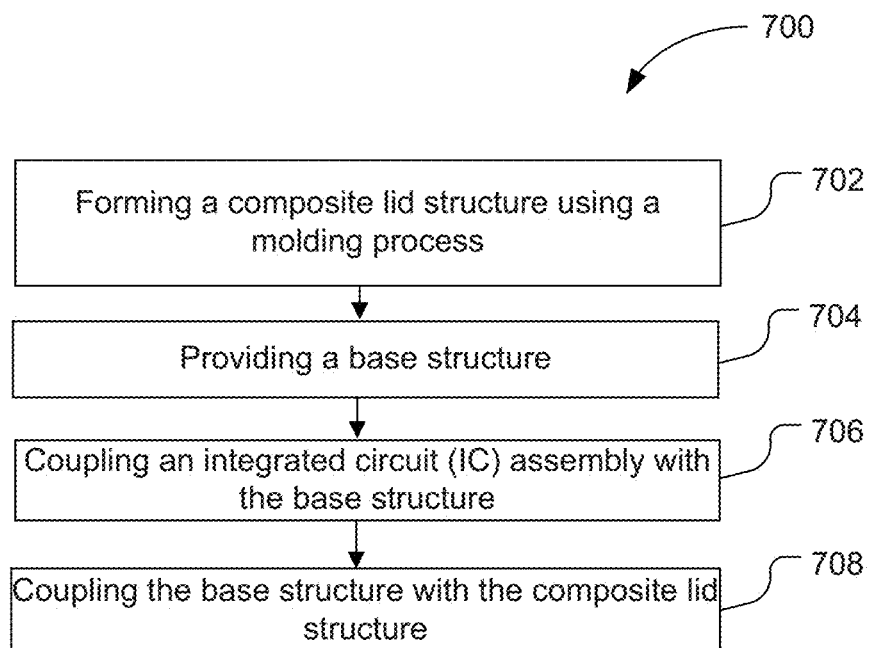 700
Forming a composite lid structure using a
molding process
702
Providing a base structure
704
Coupling an integrated circuit (IC) assembly with
the base structure
706
Coupling the base structure with the composite lid
structure
708